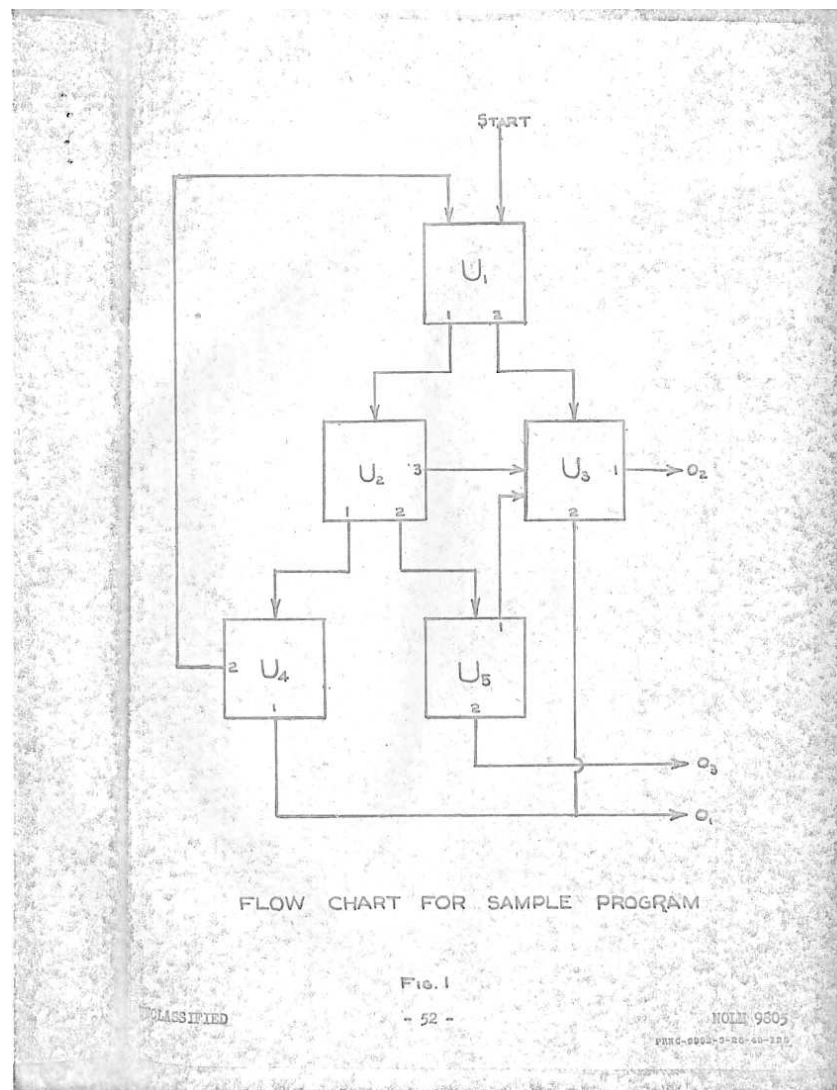 START
U₁
1 2
U₂ 3
1 2
U₃ 1
2
O₂
2 U₄
1
1
U₅
2
O₃
O₁
FLOW CHART FOR SAMPLE PROGRAM
FIG. 1
- 52 -
NOLM 9805